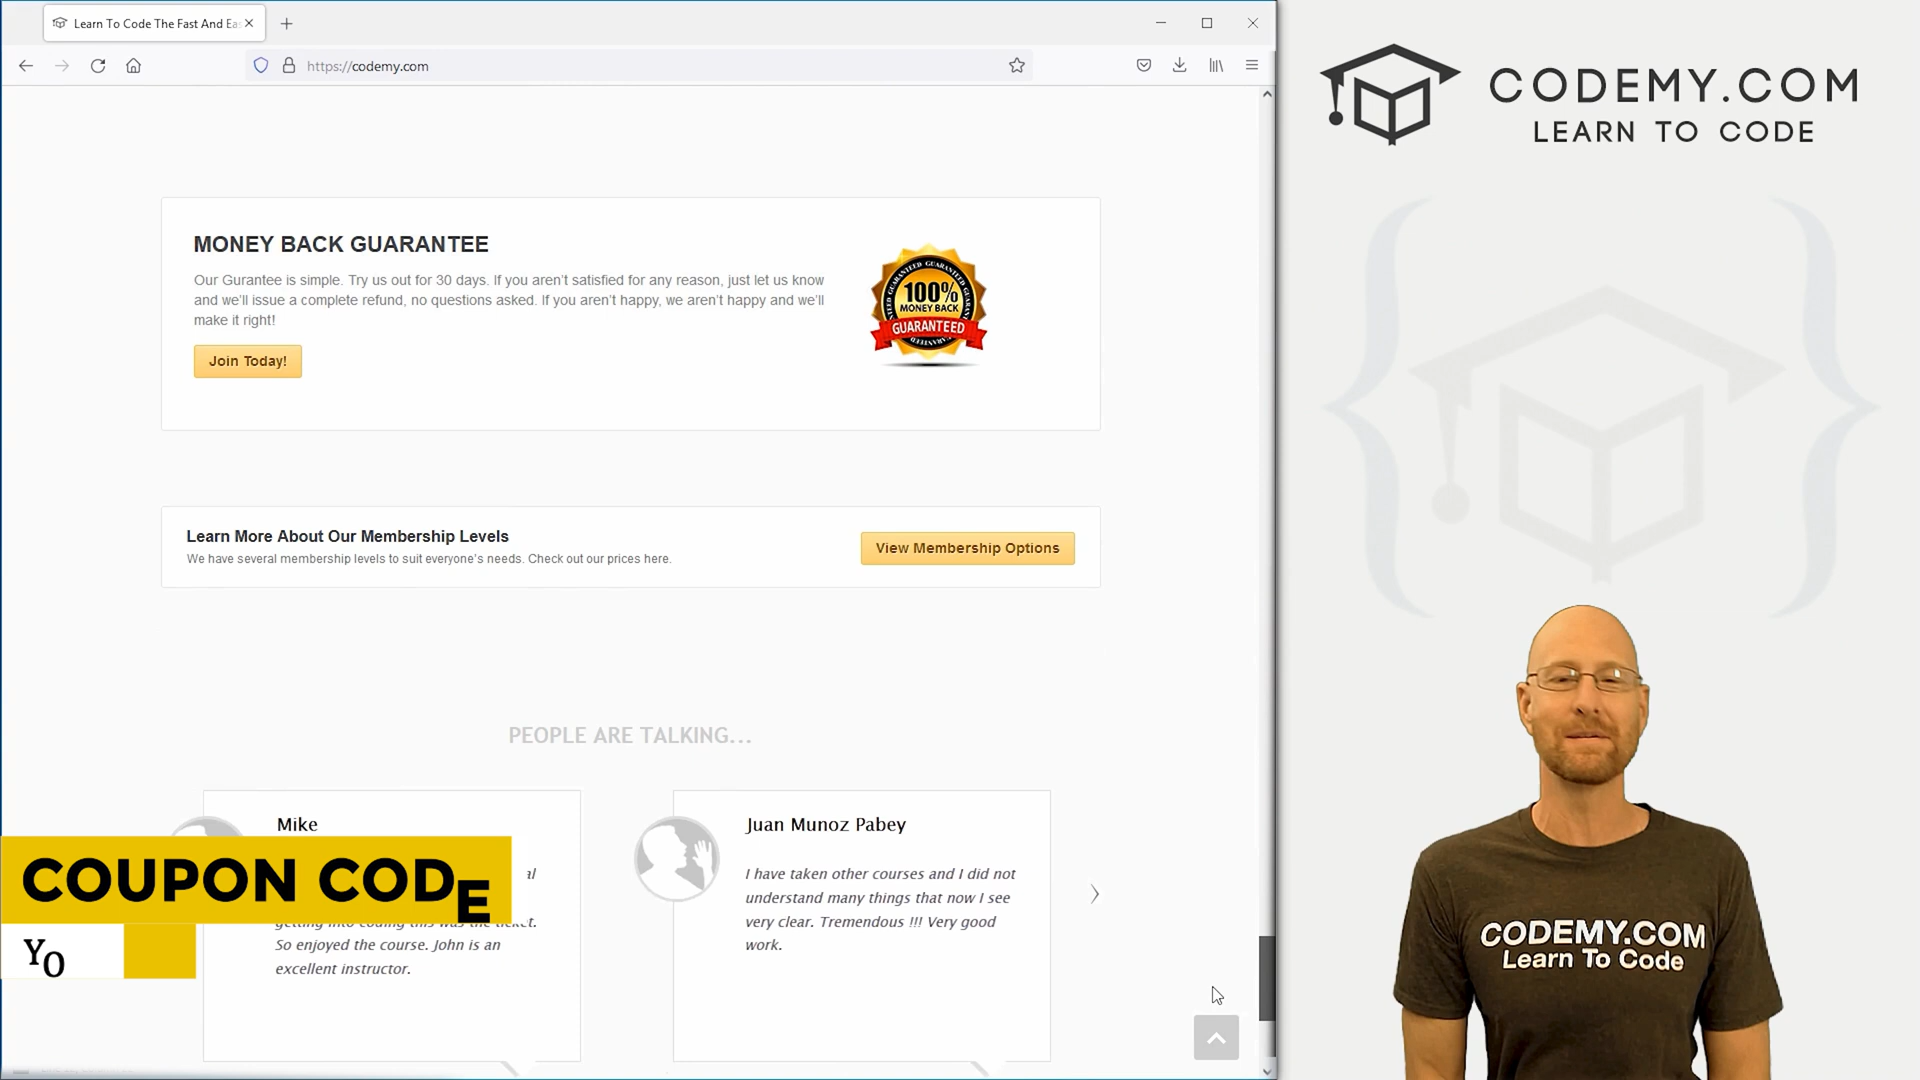 Learn To Code The Fast And Ea
https://codemy.com
CODEMY.COM
LEARN TO CODE
MONEY BACK GUARANTEE
Our Gurantee is simple. Try us out for 30 days. If you aren't satisfied for any reason, just let us know
and we'll issue a complete refund, no questions asked. If you aren't happy, we aren't happy and we'll
make it right!
Join Today!
GUARANTEED
100%
MONEY BACK
GUARANTEED
Learn More About Our Membership Levels
We have several membership levels to suit everyone's needs. Check out our prices here.
View Membership Options
PEOPLE ARE TALKING...
Mike
So enjoyed the course. John is an
excellent instructor.
Juan Munoz Pabey
I have taken other courses and I did not
understand many things that now I see
very clear. Tremendous !!! Very good
work.
COUPON CODE
YO
CODEMY.COM
Learn To Code